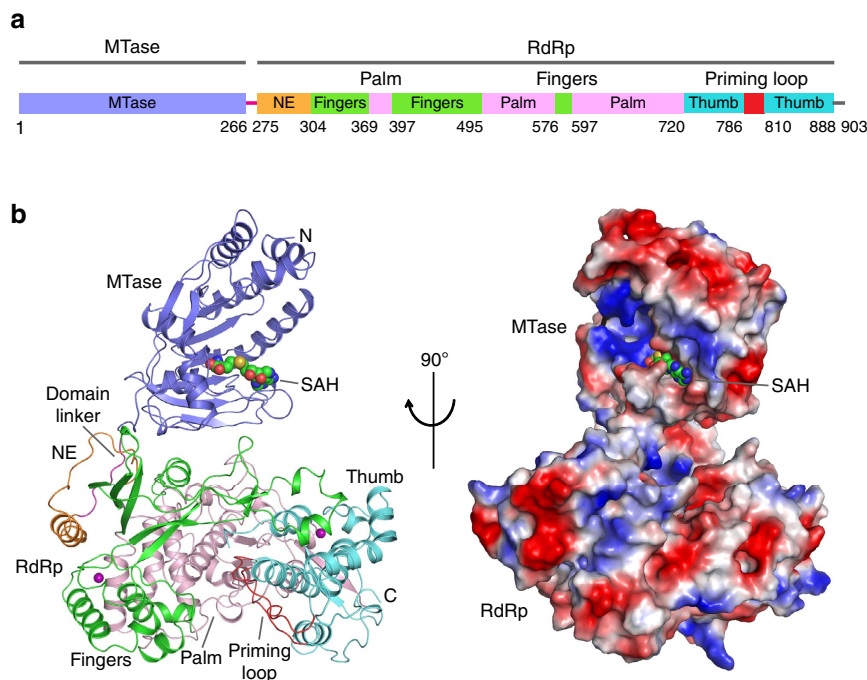 a
MTase RdRp
Palm Fingers Priming loop
MTase NE Fingers Fingers Palm Palm Thumb Thumb
1 266 275 304 369 397 495 576 597 720 786 810 888 903
b
N
MTase
90°
MTase
SAH
SAH
Domain
linker
NE
Thumb
RdRp
C
RdRp
Fingers
Palm
Priming
loop